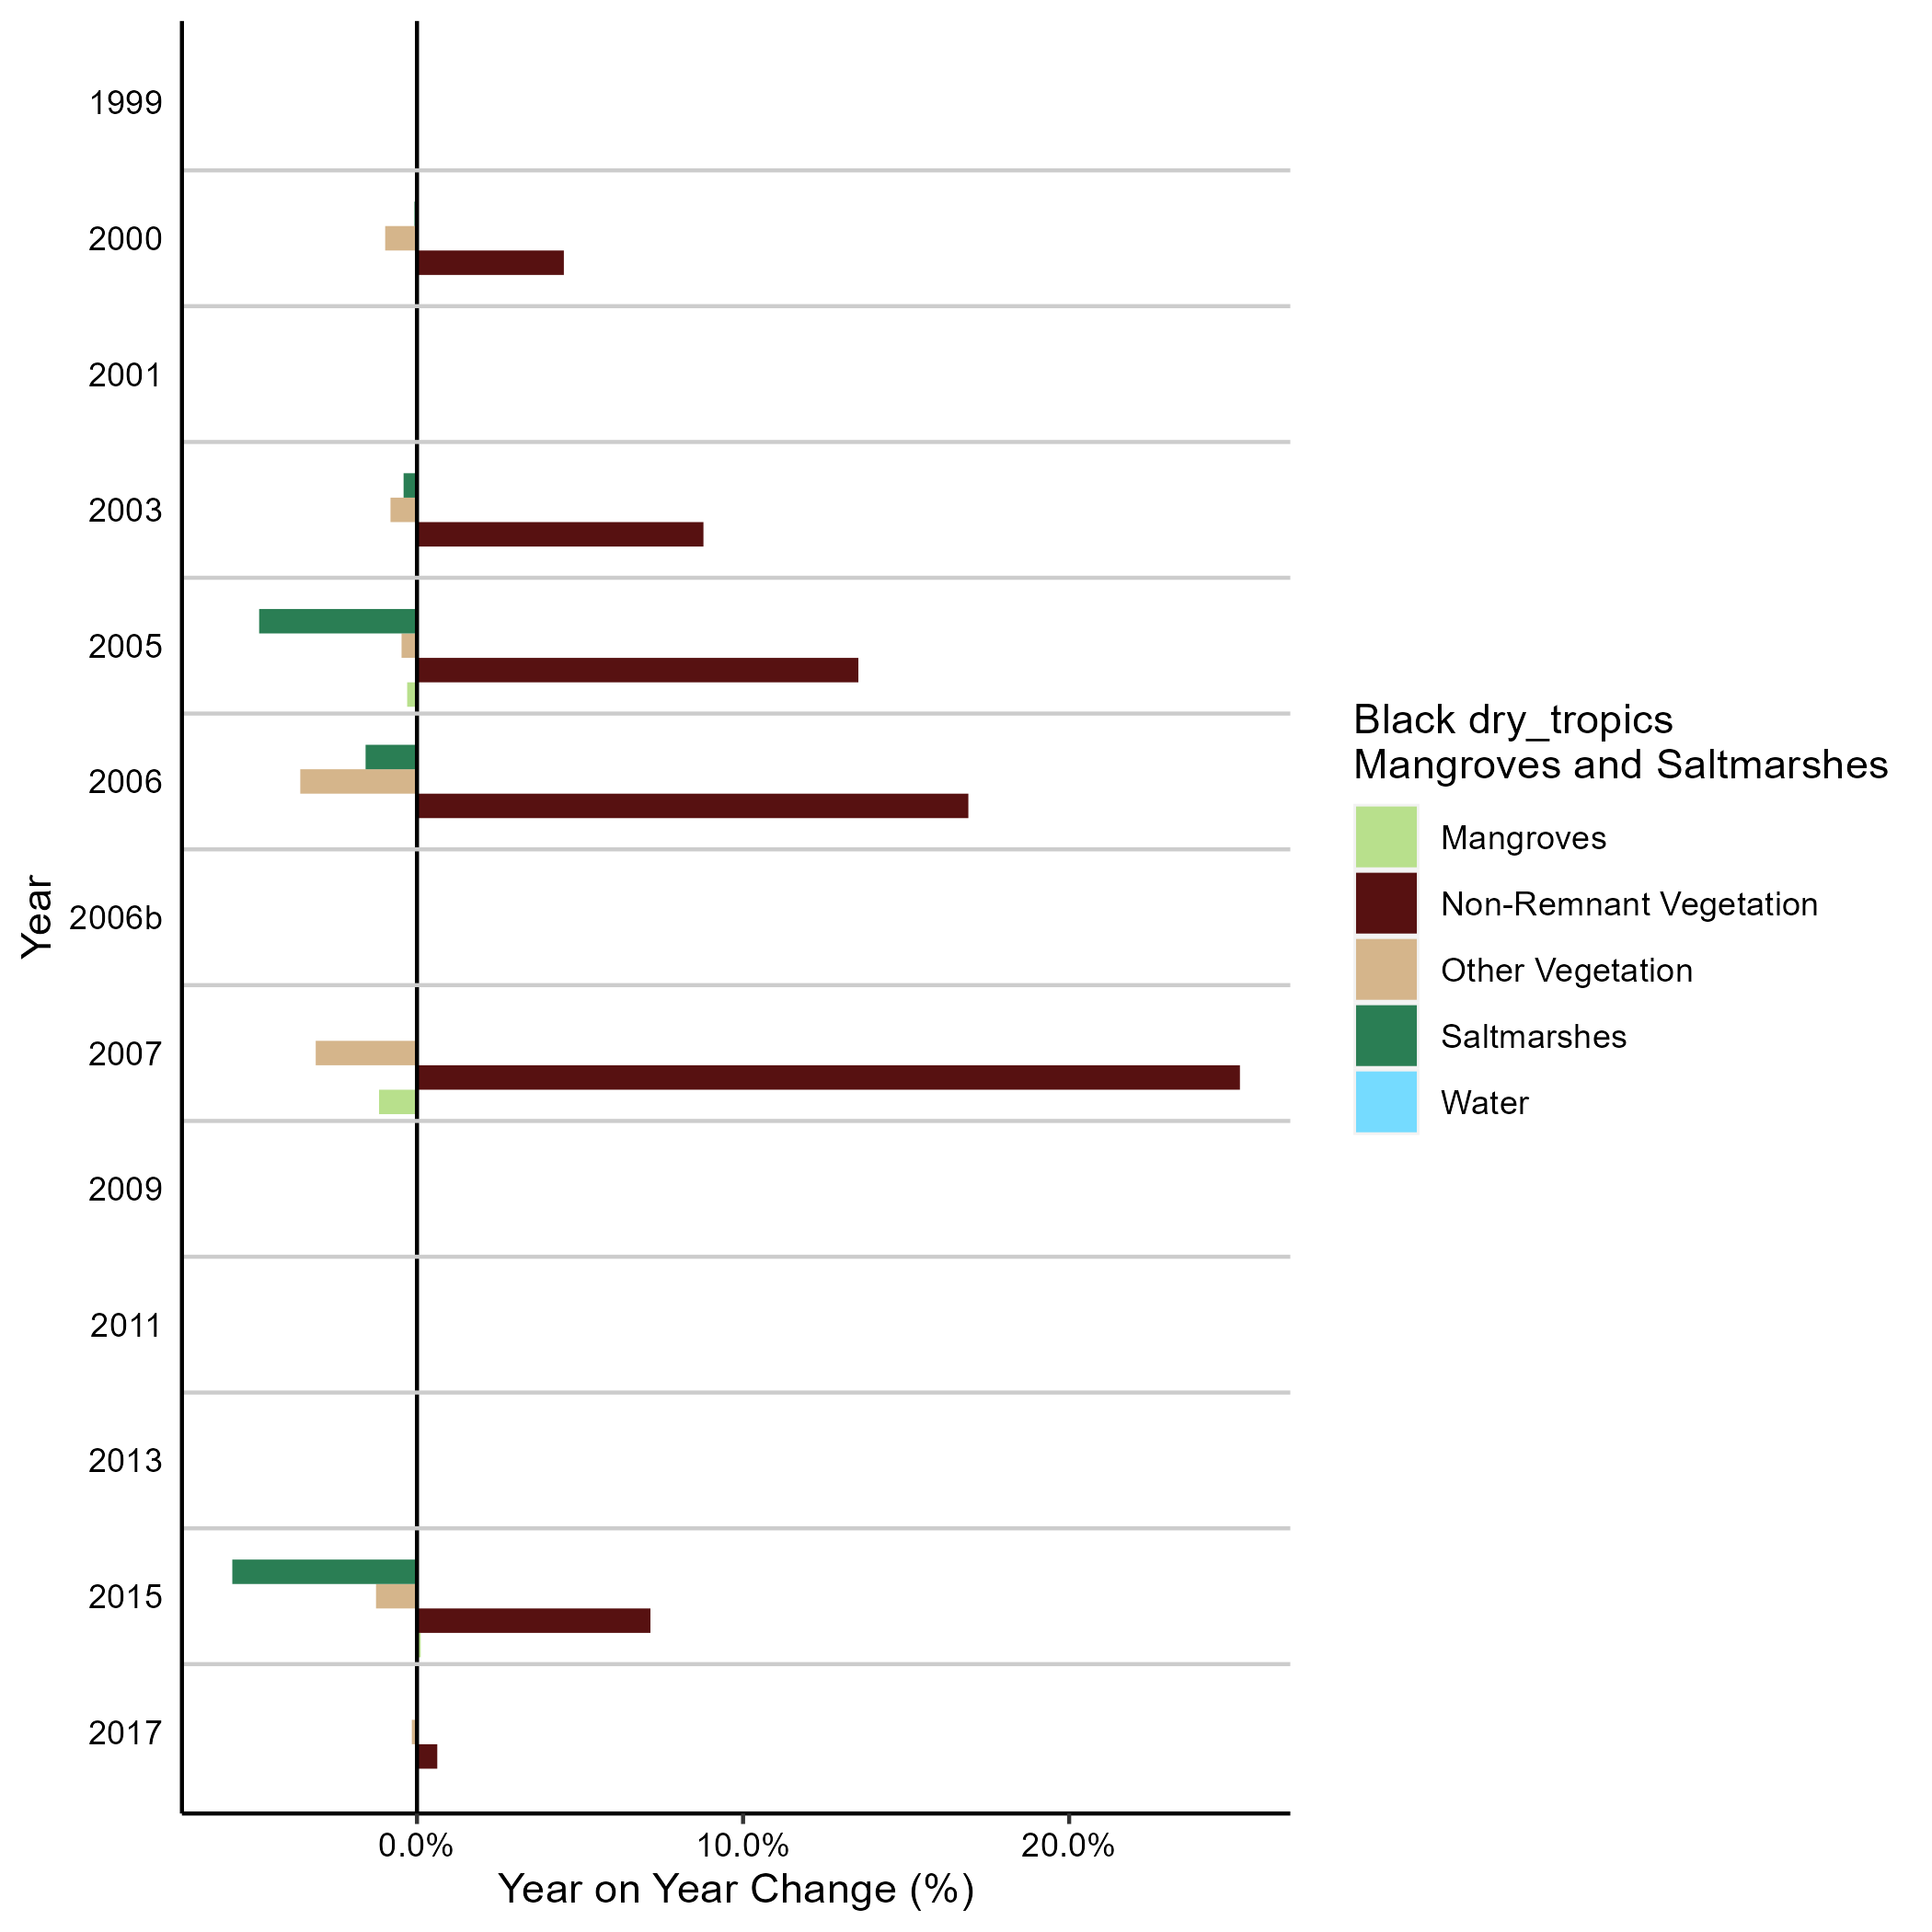 1999
2000
2001
2003
2005
2006
2006b
2007
2009
2011
2013
2015
2017
Year
0.0%
10.0%
20.0%
Year on Year Change (%)
Black dry_tropics
Mangroves and Saltmarshes
Mangroves
Non-Remnant Vegetation
Other Vegetation
Saltmarshes
Water